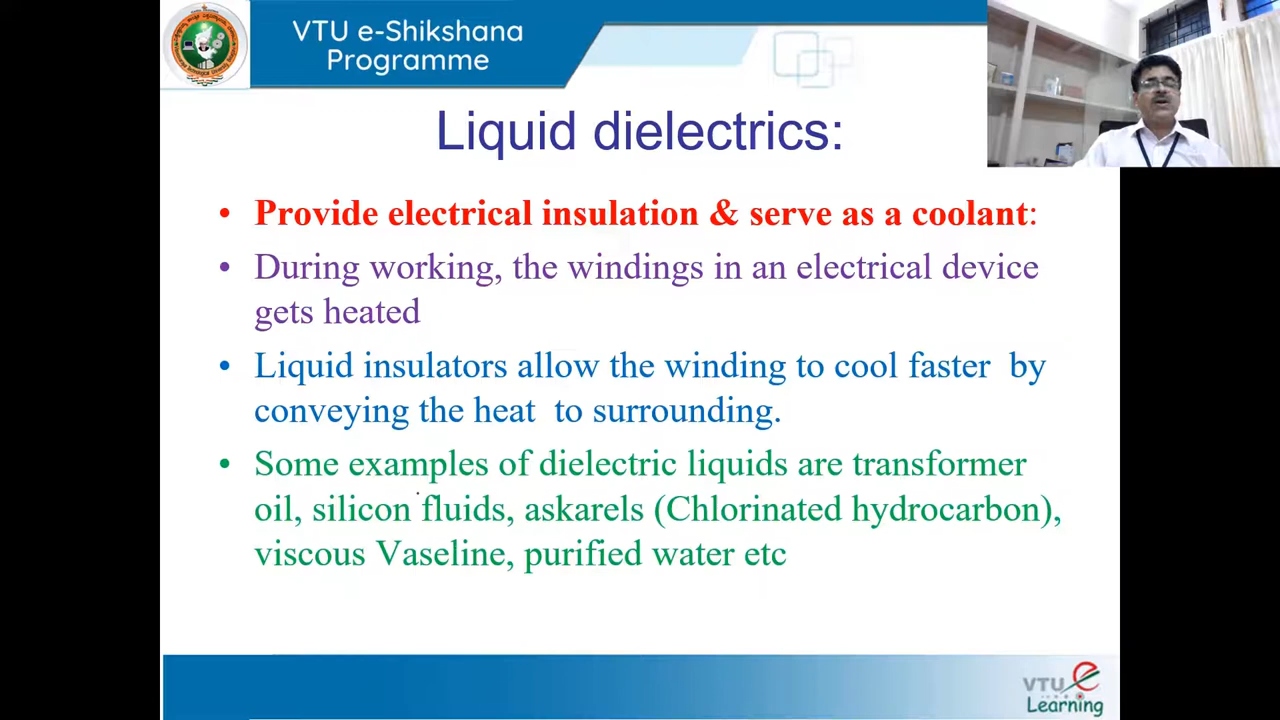 VTU e-Shikshana
Programme
Liquid dielectrics:
• Provide electrical insulation & serve as a coolant:
• During working, the windings in an electrical device
gets heated
• Liquid insulators allow the winding to cool faster by
conveying the heat to surrounding.
• Some examples of dielectric liquids are transformer
oil, silicon fluids, askarels (Chlorinated hydrocarbon),
viscous Vaseline, purified water etc
VTU e
Learning